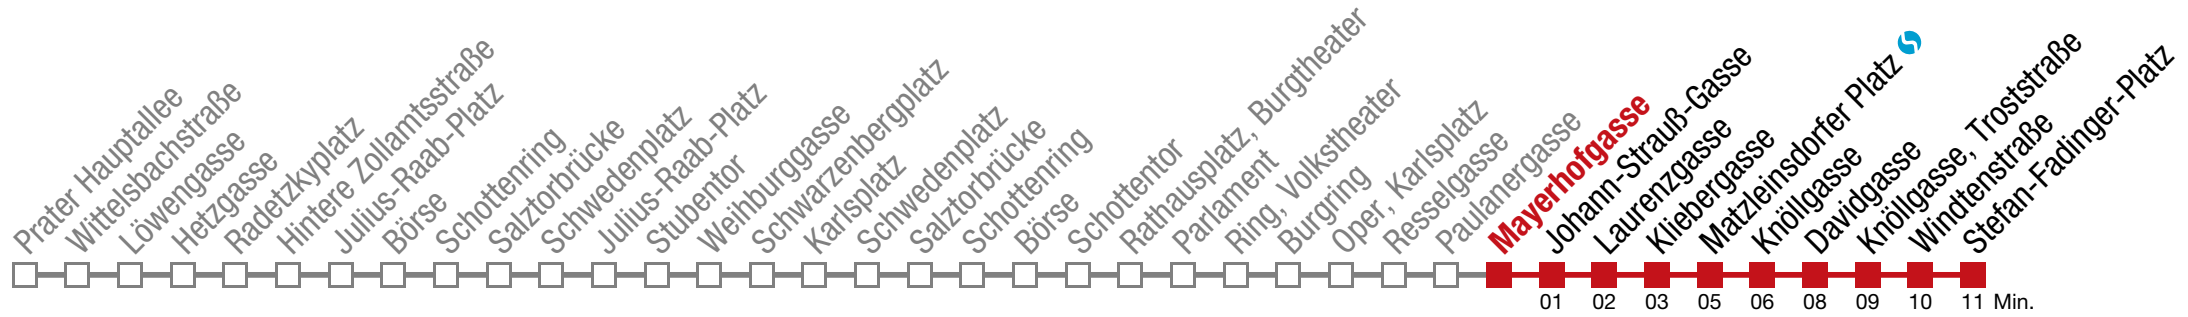 Prater Hauptallee
Wittelsbachstraße
Löwengasse
Hetzgasse
Radetzkyplatz
Hintere Zollamtsstraße
Julius-Raab-Platz
Börse
Schottenring
Salztorbrücke
Schwedenplatz
Julius-Raab-Platz
Stubentor
Weihburggasse
Schwarzenbergplatz
Karlsplatz
Schwedenplatz
Salztorbrücke
Schottenring
Börse
Schottentor
Rathausplatz, Burgtheater
Parlament
Ring, Volkstheater
Burgring
Oper, Karlsplatz
Resselgasse
Paulanergasse
Mayerhofgasse
Johann-Strauß-Gasse
Laurenzgasse
Kliebergasse
Matzleinsdorfer Platz
Knöllgasse
Davidgasse
Knöllgasse, Troststraße
Windtenstraße
Stefan-Fadinger-Platz
01 02 03 05 06 08 09 10 11 Min.